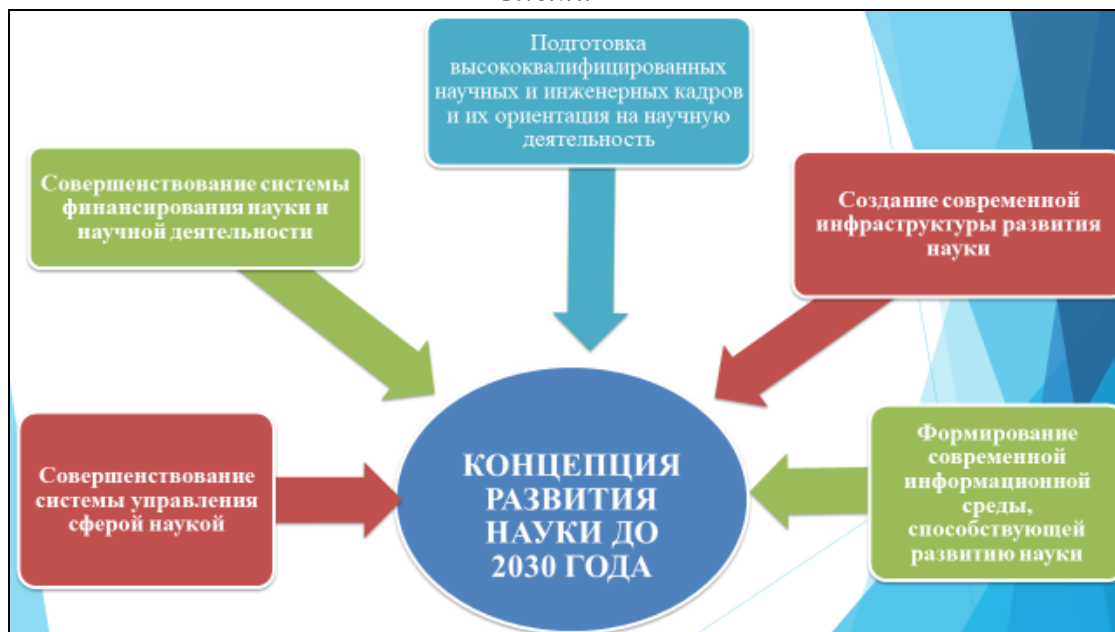 Подготовка
высококвалифицированных
научных и инженерных кадров
и их ориентация на научную
деятельность
Совершенствование системы
финансирования науки и
научной деятельности
Создание современной
инфраструктуры развития
науки
Совершенствование
системы управления
сферой наукой
КОНЦЕПЦИЯ
РАЗВИТИЯ
НАУКИ ДО
2030 ГОДА
Формирование
современной
информационной
среды,
способствующей
развитию науки